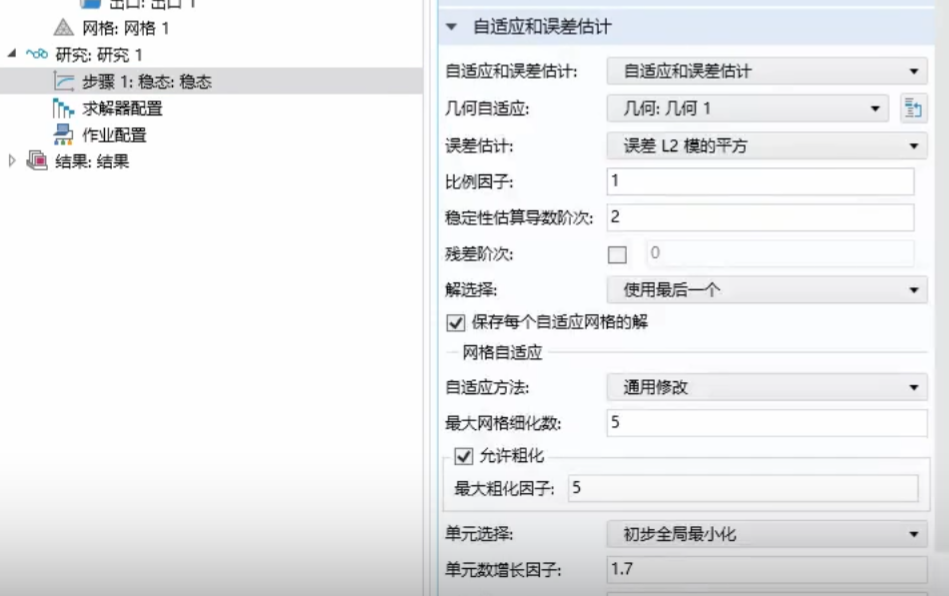 出口: 出口 1
网格: 网格 1
研究: 研究 1
步骤 1: 稳态: 稳态
求解器配置
作业配置
结果: 结果
自适应和误差估计
自适应和误差估计: 自适应和误差估计
几何自适应: 几何: 几何 1
误差估计: 误差 L2 模的平方
比例因子: 1
稳定性估算导数阶次: 2
残差阶次: 0
解选择: 使用最后一个
保存每个自适应网格的解
网格自适应
自适应方法: 通用修改
最大网格细化数: 5
允许粗化
最大粗化因子: 5
单元选择: 初步全局最小化
单元数增长因子: 1.7